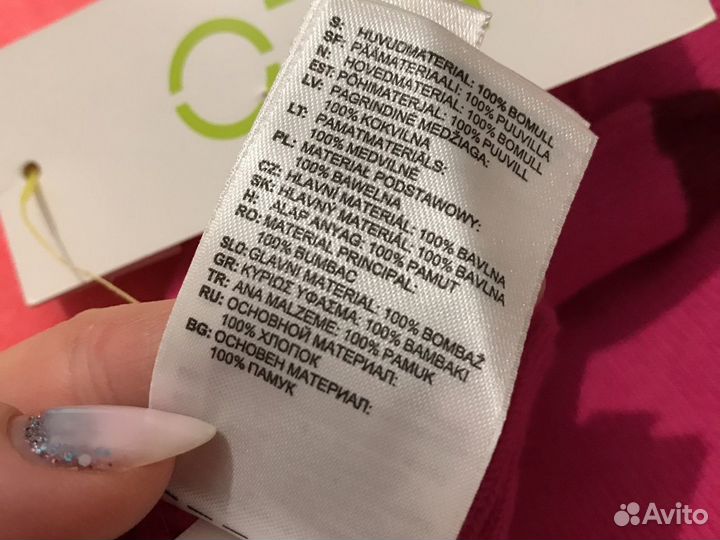 S: HUVUDMATERIAL: 100% BOMULL
SF: PÄÄMATERIAALI: 100% PUUVILLA
N: HOVEDMATERIAL: 100% BOMULL
EST: PÕHIMATERJAL: 100% PUUVILL
LV: PAGRINDINĖ MEDŽIAGA:
100% KOKVILNA
LT: PAMATMATERIĀLS:
100% MEDVILNĖ
PL: MATERIAŁ PODSTAWOWY:
100% BAWEŁNA
CZ: HLAVNÍ MATERIÁL: 100% BAVLNA
SK: HLAVNÝ MATERIÁL: 100% BAVLNA
H: ALAP ANYAG: 100% PAMUT
RO: MATERIAL PRINCIPAL:
100% BUMBAC
SLO: GLAVNI MATERIAL: 100% BOMBAŽ
GR: ΚΥΡΙΩΣ ΥΦΑΣΜΑ: 100% BAMBAKI
TR: ANA MALZEME: 100% PAMUK
RU: ОСНОВНОЙ МАТЕРИАЛ:
100% ХЛОПОК
BG: ОСНОВЕН МАТЕРИАЛ:
100% ПАМУК
Avito